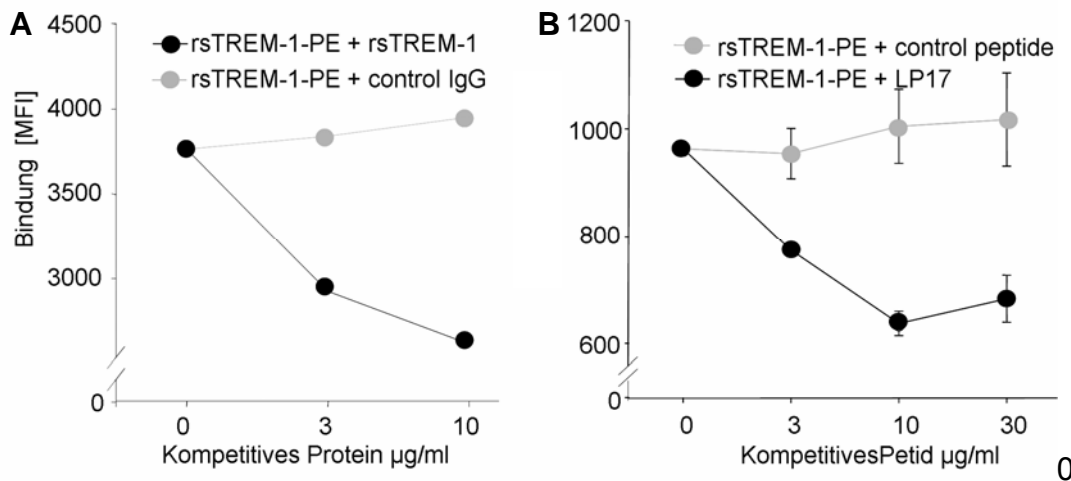 A
4500
4000
3500
3000
0
Bindung [MFI]
rsTREM-1-PE + rsTREM-1
rsTREM-1-PE + control IgG
0 3 10
Kompetitives Protein µg/ml
B
1200
1000
800
600
0
rsTREM-1-PE + control peptide
rsTREM-1-PE + LP17
0 3 10 30
KompetitivesPetid µg/ml
0